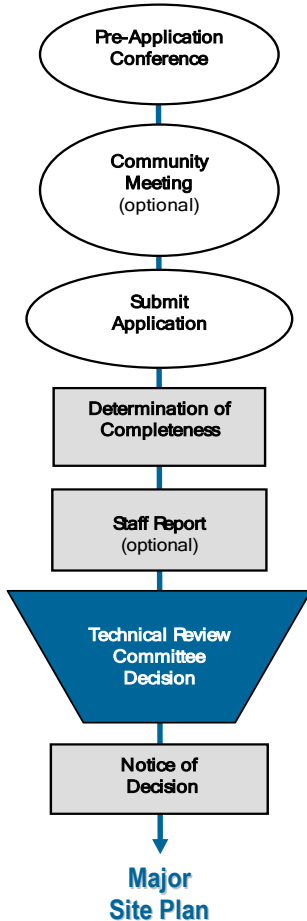 Pre-Application
Conference
Community
Meeting
(optional)
Submit
Application
Determination of
Completeness
Staff Report
(optional)
Technical Review
Committee
Decision
Notice of
Decision
Major
Site Plan